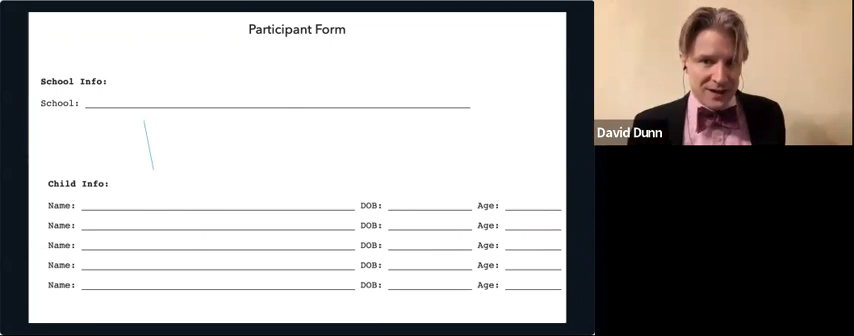 Participant Form
School Info:
School:
Child Info:
Name: DOB: Age:
Name: DOB: Age:
Name: DOB: Age:
Name: DOB: Age:
Name: DOB: Age:
David Dunn